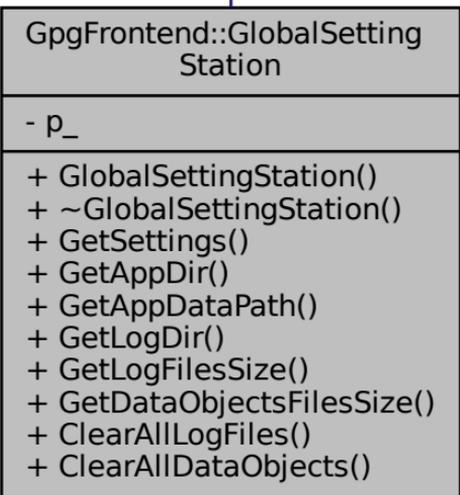 GpgFrontend::GlobalSetting
Station
- p_
+ GlobalSettingStation()
+ ~GlobalSettingStation()
+ GetSettings()
+ GetAppDir()
+ GetAppDataPath()
+ GetLogDir()
+ GetLogFilesSize()
+ GetDataObjectsFilesSize()
+ ClearAllLogFiles()
+ ClearAllDataObjects()